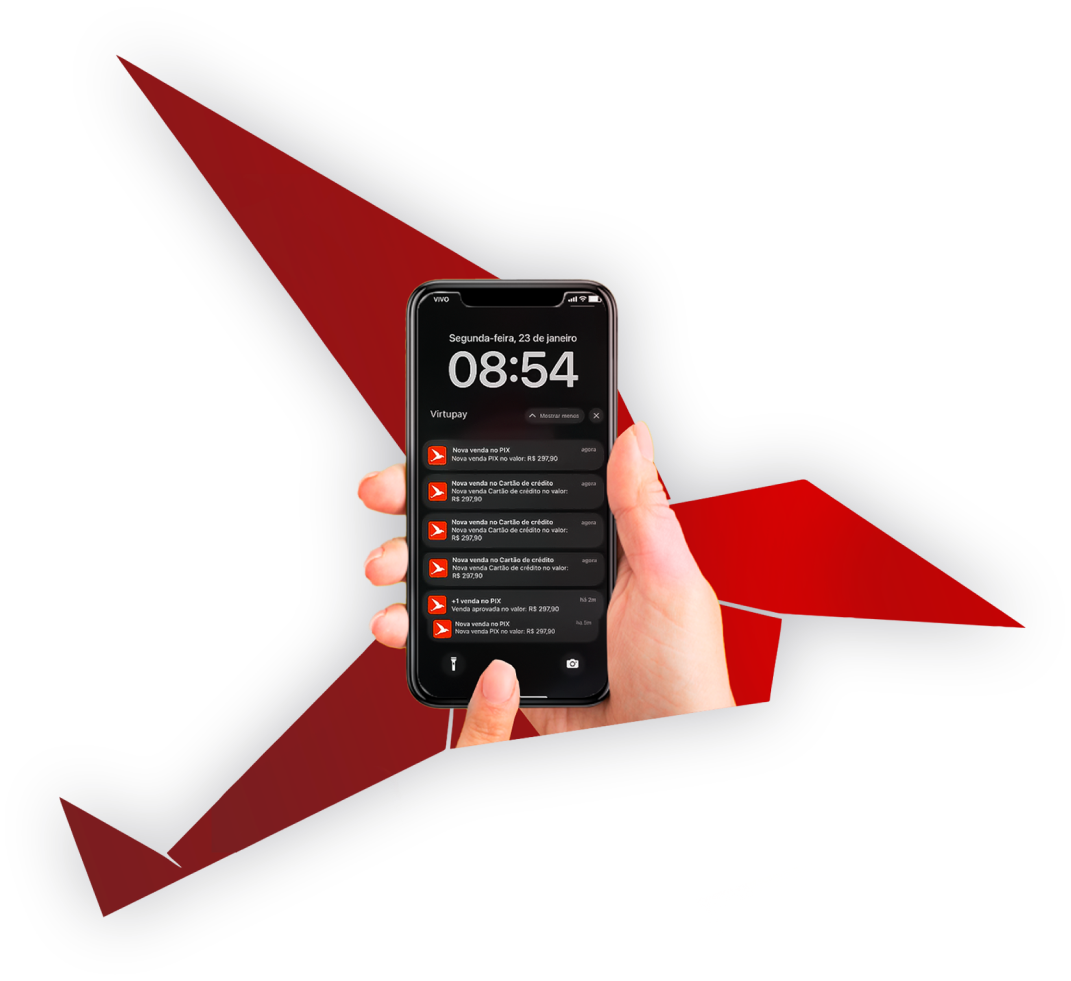 VIVO
Segunda-feira, 23 de janeiro
08:54
Virtupay
Mostrar menos
Nova venda no PIX
agora
Nova venda PIX no valor: R$ 297,90
Nova venda no Cartão de crédito
agora
Nova venda Cartão de crédito no valor:
R$ 297,90
Nova venda no Cartão de crédito
agora
Nova venda Cartão de crédito no valor:
R$ 297,90
Nova venda no Cartão de crédito
agora
Nova venda Cartão de crédito no valor:
R$ 297,90
+1 venda no PIX
há 2m
Venda aprovada no valor: R$ 297,90
Nova venda no PIX
há 5m
Nova venda PIX no valor: R$ 297,90